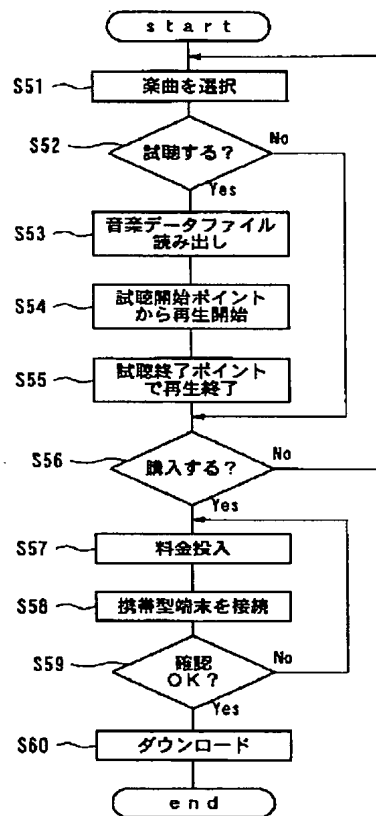 start
S51
楽曲を選択
S52
試聴する?
No
Yes
S53
音楽データファイル
読み出し
S54
試聴開始ポイント
から再生開始
S55
試聴終了ポイント
で再生終了
S56
購入する?
No
Yes
S57
料金投入
S58
携帯型端末を接続
S59
確認
OK?
No
Yes
S60
ダウンロード
end